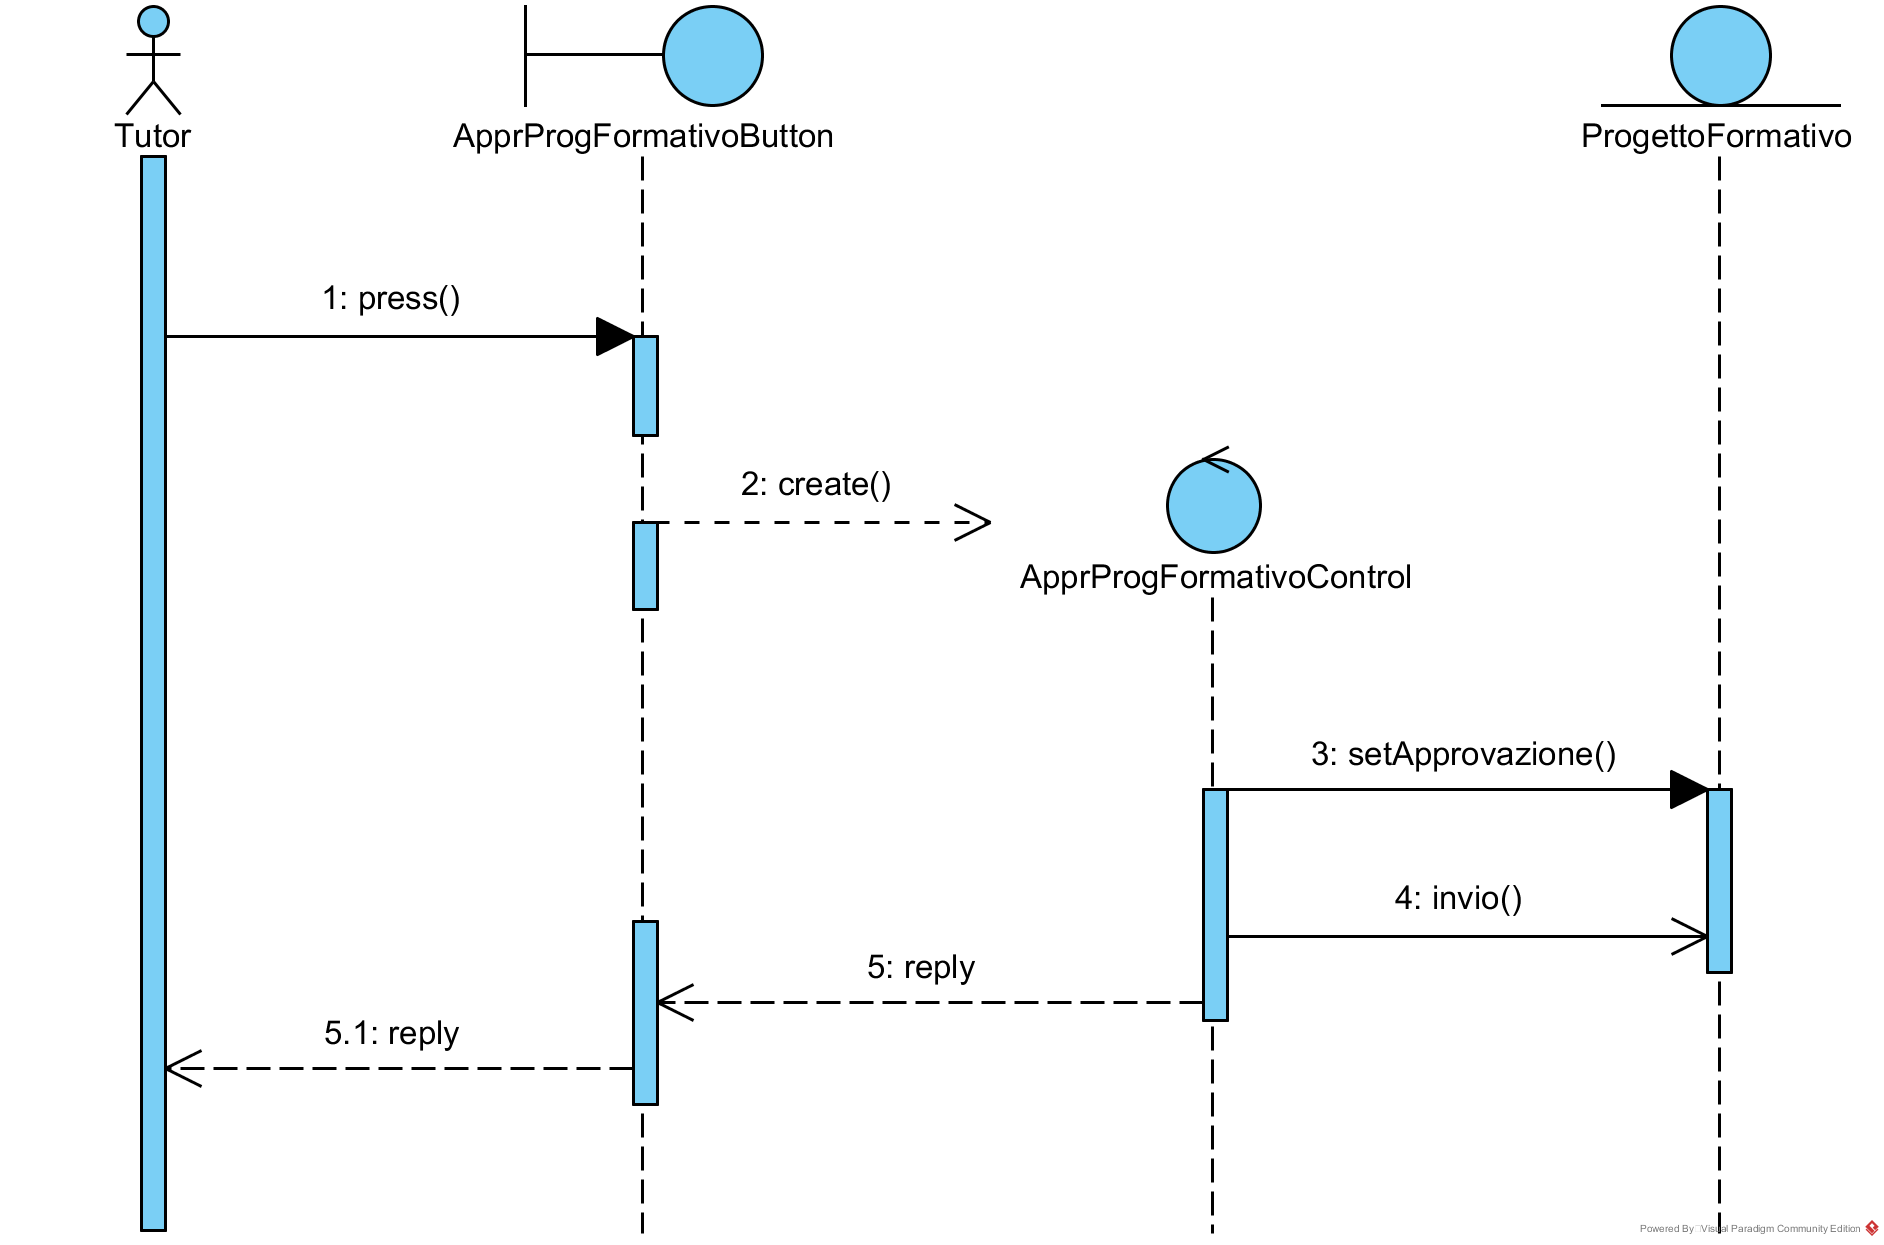 Tutor
ApprProgFormativoButton
ProgettoFormativo
1: press()
2: create()
ApprProgFormativoControl
3: setApprovazione()
4: invio()
5: reply
5.1: reply
Powered By Visual Paradigm Community Edition